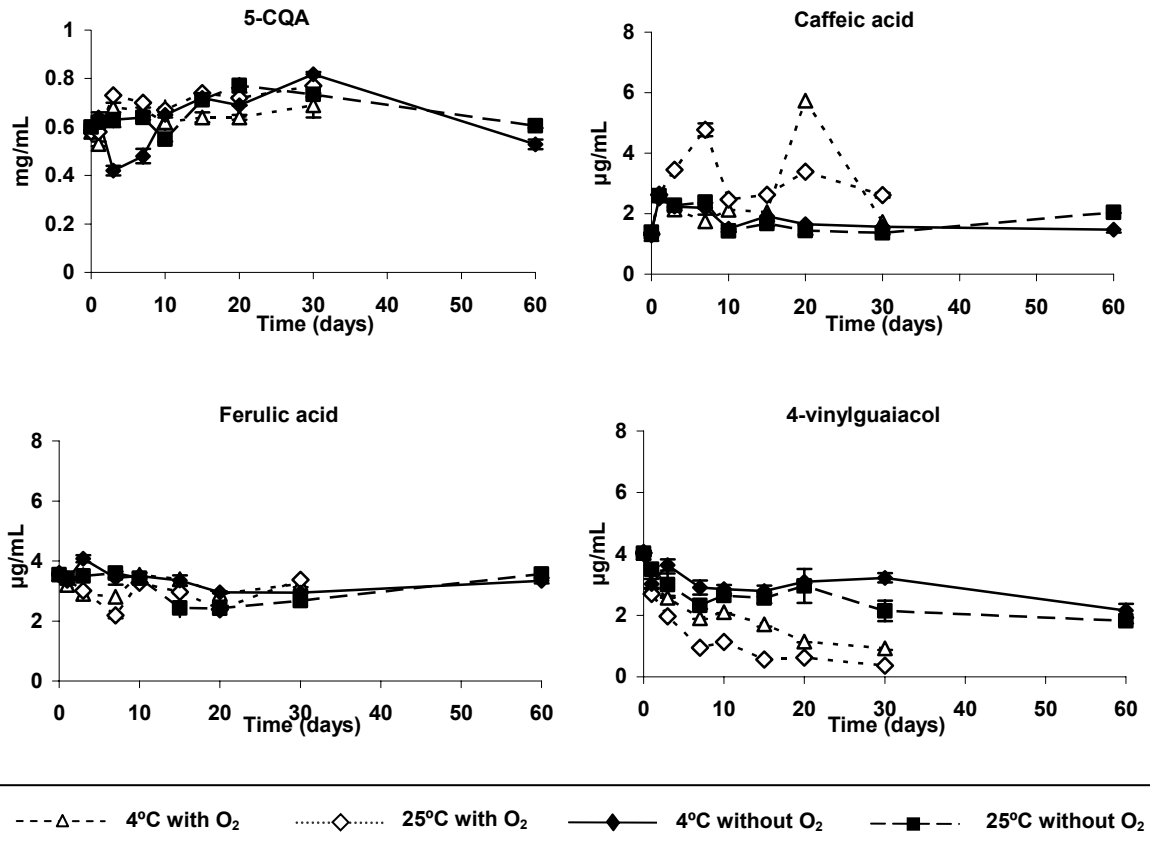 5-CQA
1
0.8
0.6
0.4
0.2
0
mg/mL
0 10 20 30 40 50 60
Time (days)
Caffeic acid
8
6
4
2
0
µg/mL
0 10 20 30 40 50 60
Time (days)
Ferulic acid
8
6
4
2
0
µg/mL
0 10 20 30 40 50 60
Time (days)
4-vinylguaiacol
8
6
4
2
0
µg/mL
0 10 20 30 40 50 60
Time (days)
4ºC with O₂ 25ºC with O₂ 4ºC without O₂ 25ºC without O₂